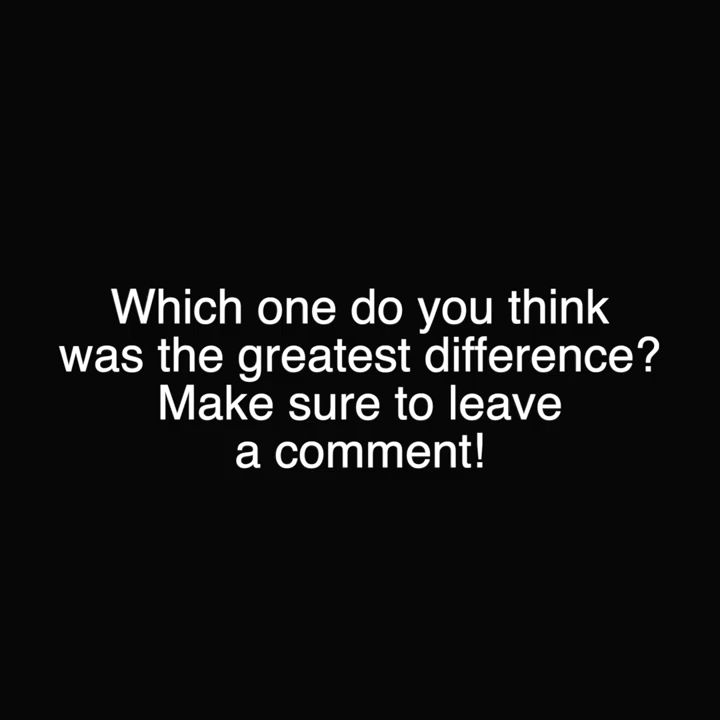 Which one do you think
was the greatest difference?
Make sure to leave
a comment!